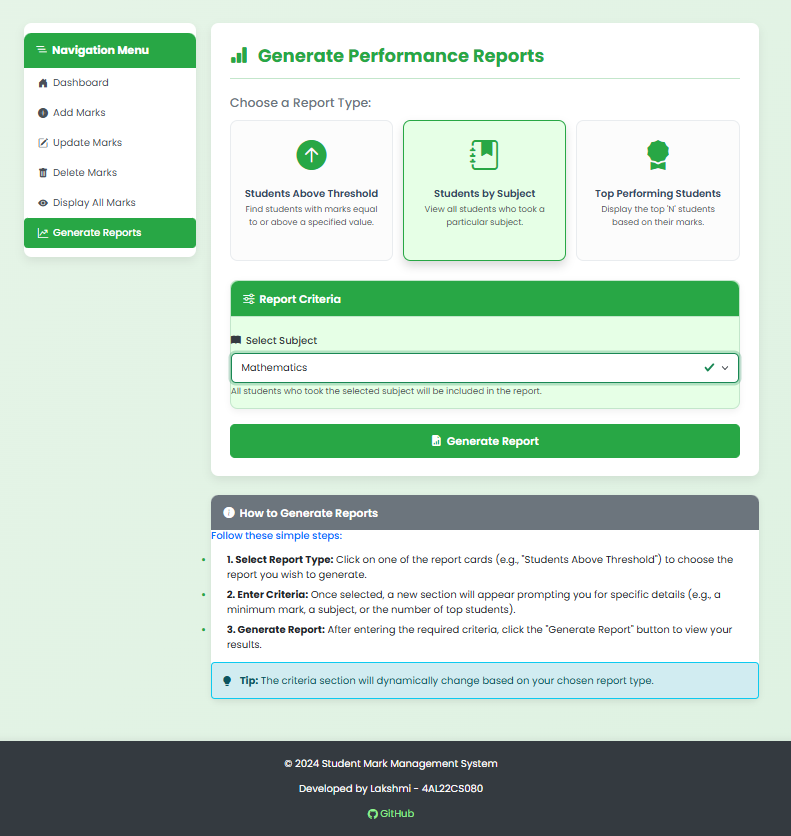 Navigation Menu
Dashboard
Add Marks
Update Marks
Delete Marks
Display All Marks
Generate Reports
Generate Performance Reports
Choose a Report Type:
Students Above Threshold
Find students with marks equal
to or above a specified value.
Students by Subject
View all students who took a
particular subject.
Top Performing Students
Display the top 'N' students
based on their marks.
Report Criteria
Select Subject
Mathematics
All students who took the selected subject will be included in the report.
Generate Report
How to Generate Reports
Follow these simple steps:
• 1. Select Report Type: Click on one of the report cards (e.g., "Students Above Threshold") to choose the
report you wish to generate.
• 2. Enter Criteria: Once selected, a new section will appear prompting you for specific details (e.g., a
minimum mark, a subject, or the number of top students).
• 3. Generate Report: After entering the required criteria, click the "Generate Report" button to view your
results.
Tip: The criteria section will dynamically change based on your chosen report type.
© 2024 Student Mark Management System
Developed by Lakshmi - 4AL22CS080
GitHub